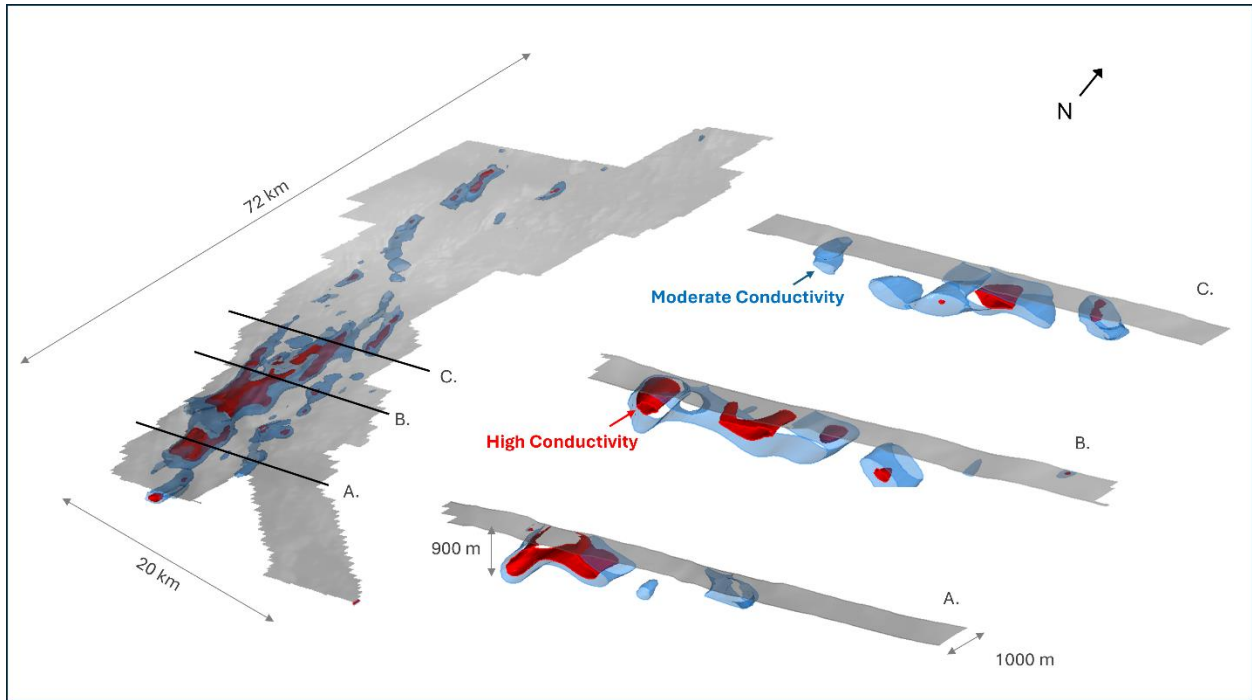 N
72 km
C.
B.
A.
20 km
Moderate Conductivity
C.
High Conductivity
B.
900 m
A.
1000 m